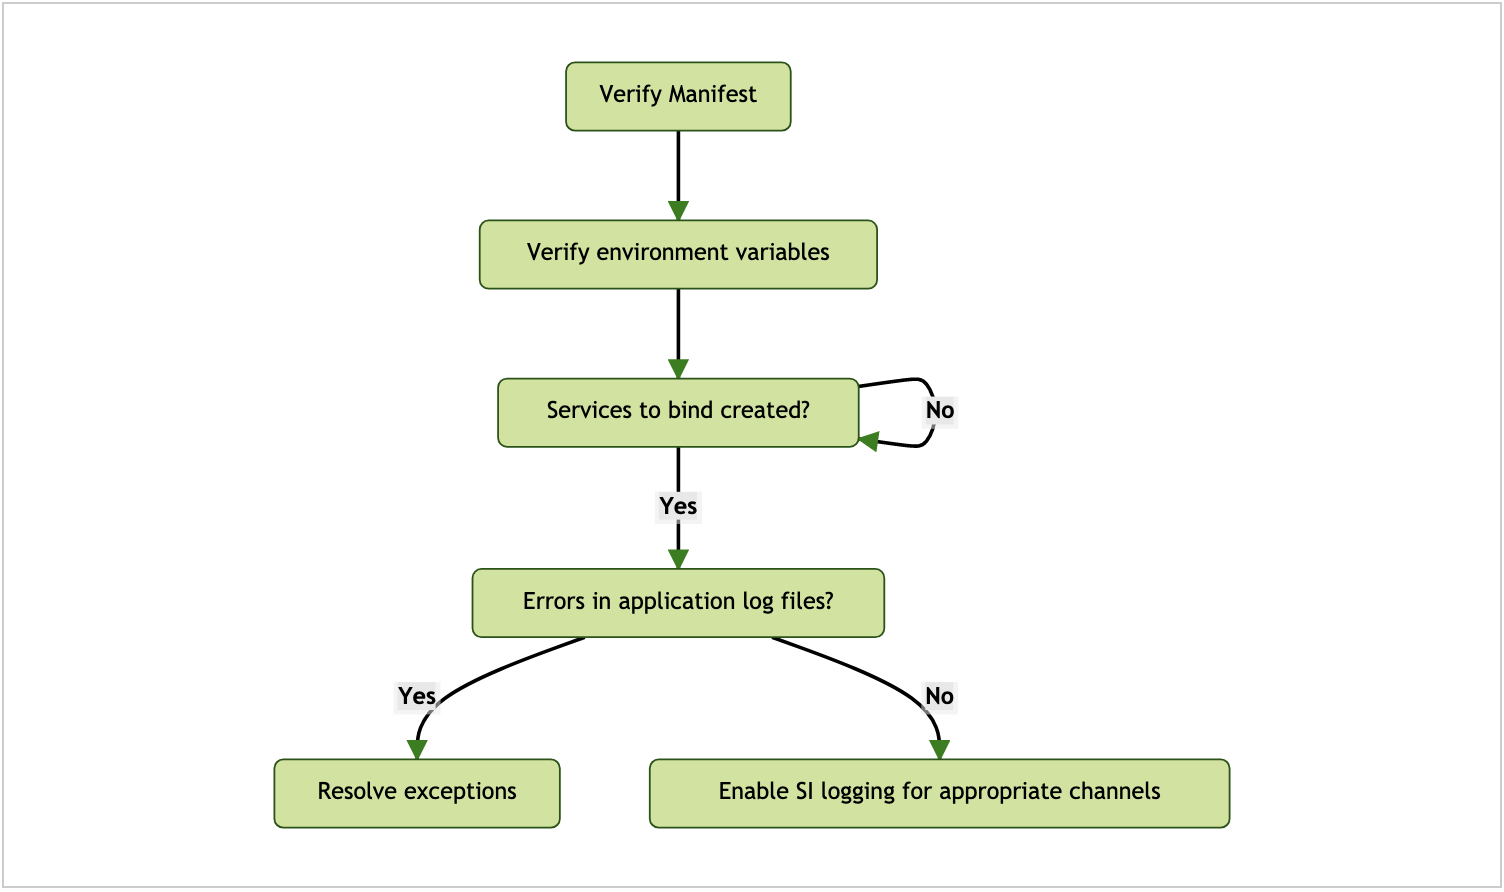 Verify Manifest
Verify environment variables
Services to bind created?
No
Yes
Errors in application log files?
Yes
No
Resolve exceptions
Enable SI logging for appropriate channels